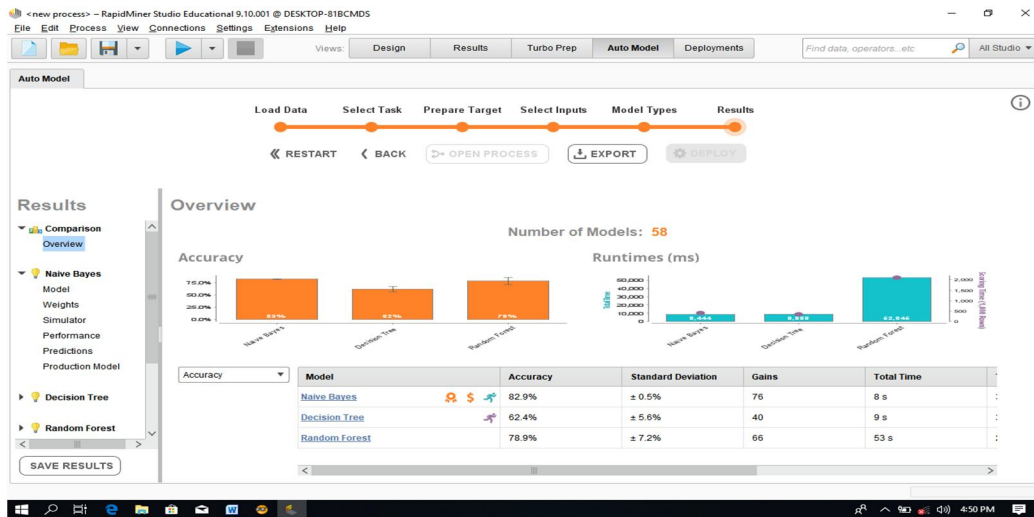 <new process> – RapidMiner Studio Educational 9.10.001 @ DESKTOP-81BCMDS
File Edit Process View Connections Settings Extensions Help
Views: Design Results Turbo Prep Auto Model Deployments Find data, operators...etc All Studio
Auto Model
Load Data Select Task Prepare Target Select Inputs Model Types Results
RESTART BACK OPEN PROCESS EXPORT DEPLOY
Results
Comparison
Overview
Naive Bayes
Model
Weights
Simulator
Performance
Predictions
Production Model
Decision Tree
Random Forest
SAVE RESULTS
Overview
Number of Models: 58
Accuracy
75.0%
50.0%
25.0%
0.0%
Naive Bayes Decision Tree Random Forest
Runtimes (ms)
Total Time
50,000
40,000
30,000
20,000
10,000
0
2,000
1,500
1,000
500
0
Scoring Time (1,000 Rows)
Naive Bayes Decision Tree Random Forest
Accuracy
Model Accuracy Standard Deviation Gains Total Time
Naive Bayes $ 82.9% ± 0.5% 76 8 s
Decision Tree 62.4% ± 5.6% 40 9 s
Random Forest 78.9% ± 7.2% 66 53 s
4:50 PM